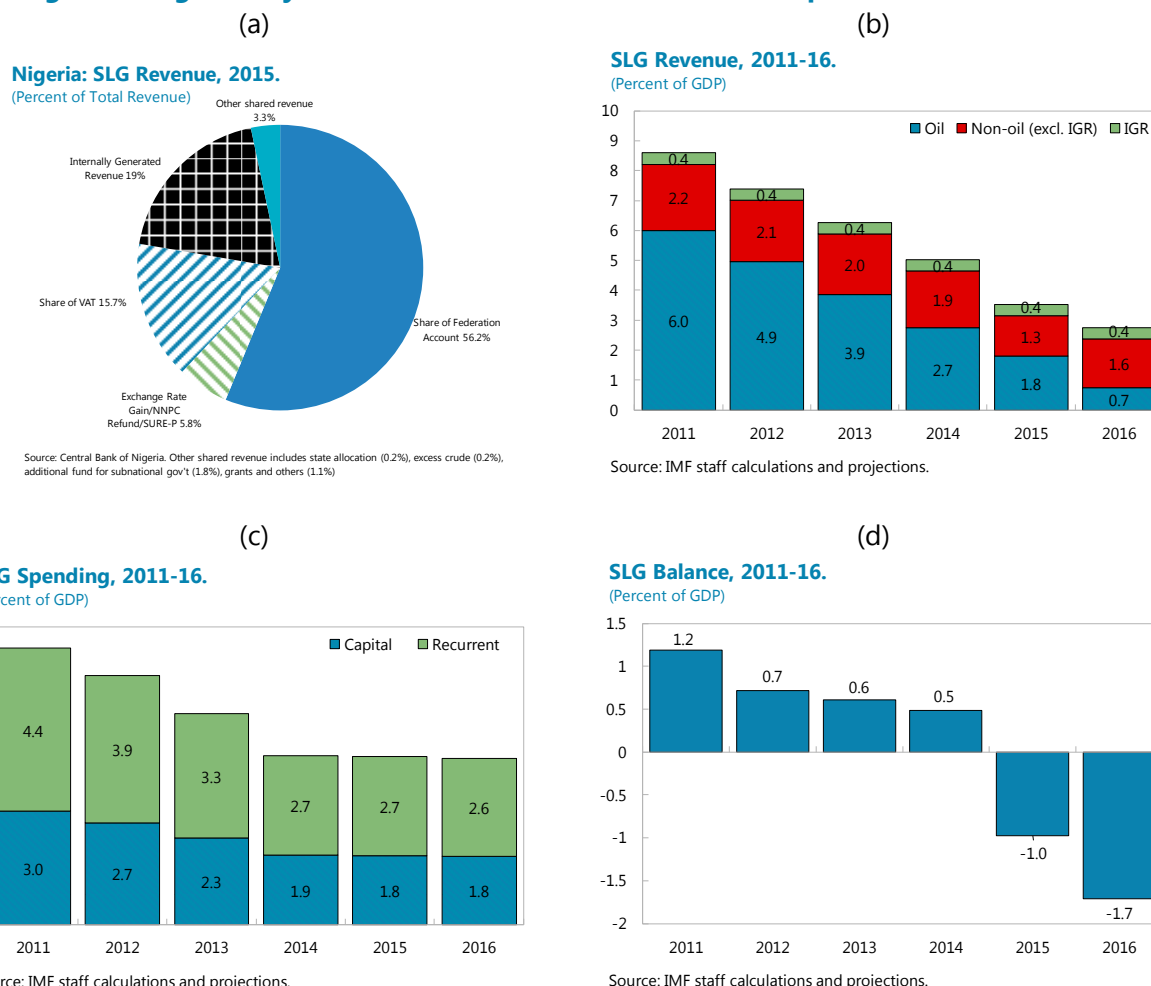 (a)
Nigeria: SLG Revenue, 2015.
(Percent of Total Revenue)
Other shared revenue
3.3%
Internally Generated
Revenue 19%
Share of VAT 15.7%
Share of Federation
Account 56.2%
Exchange Rate
Gain/NNPC
Refund/SURE-P 5.8%
Source: Central Bank of Nigeria. Other shared revenue includes state allocation (0.2%), excess crude (0.2%),
additional fund for subnational gov't (1.8%), grants and others (1.1%)
(b)
SLG Revenue, 2011-16.
(Percent of GDP)
10
9
8
7
6
5
4
3
2
1
0
Oil Non-oil (excl. IGR) IGR
0.4
2.2
6.0
0.4
2.1
4.9
0.4
2.0
3.9
0.4
1.9
2.7
0.4
1.3
1.8
0.4
1.6
0.7
2011 2012 2013 2014 2015 2016
Source: IMF staff calculations and projections.
(c)
G Spending, 2011-16.
cent of GDP)
Capital Recurrent
4.4
3.0
3.9
2.7
3.3
2.3
2.7
1.9
2.7
1.8
2.6
1.8
2011 2012 2013 2014 2015 2016
rce: IMF staff calculations and projections.
(d)
SLG Balance, 2011-16.
(Percent of GDP)
1.5
1
0.5
0
-0.5
-1
-1.5
-2
1.2
0.7
0.6
0.5
-1.0
-1.7
2011 2012 2013 2014 2015 2016
Source: IMF staff calculations and projections.